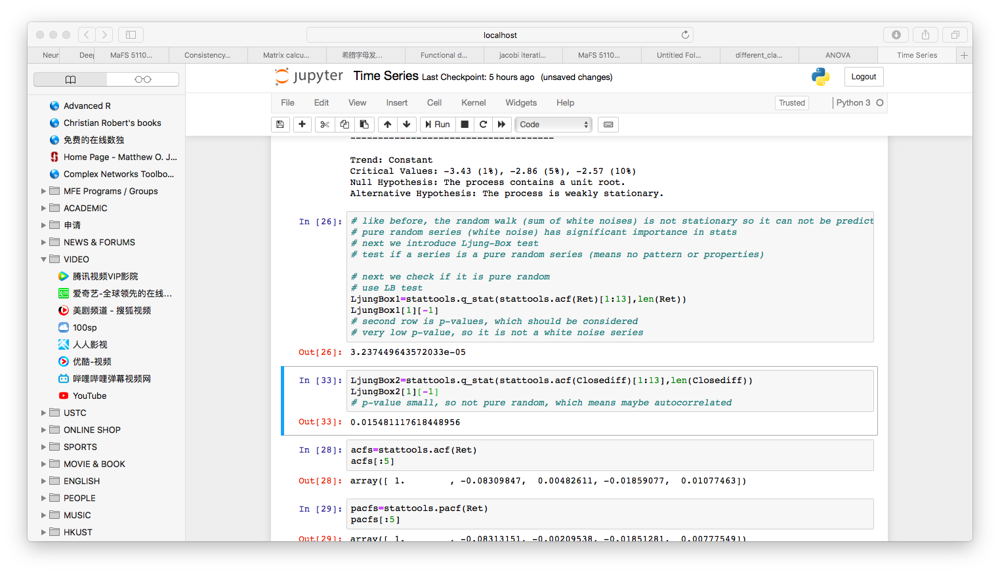 localhost
Neur
Deep
MaFS 5110...
Consistency...
Matrix calcu...
希腊字母发...
Functional d...
jacobi iterati...
MaFS 5110...
Untitled Fol...
different_cla...
ANOVA
Time Series
jupyter Time Series Last Checkpoint: 5 hours ago (unsaved changes)
Logout
File Edit View Insert Cell Kernel Widgets Help
Trusted
Python 3
Run
Code
Advanced R
Christian Robert's books
免费的在线数独
Home Page - Matthew O. J...
Complex Networks Toolbo...
MFE Programs / Groups
ACADEMIC
申请
NEWS & FORUMS
VIDEO
腾讯视频VIP影院
爱奇艺-全球领先的在线...
美剧频道 - 搜狐视频
100sp
人人影视
优酷-视频
哔哩哔哩弹幕视频网
YouTube
USTC
ONLINE SHOP
SPORTS
MOVIE & BOOK
ENGLISH
PEOPLE
MUSIC
HKUST
-------------------------------------
Trend: Constant
Critical Values: -3.43 (1%), -2.86 (5%), -2.57 (10%)
Null Hypothesis: The process contains a unit root.
Alternative Hypothesis: The process is weakly stationary.
In [26]:
# like before, the random walk (sum of white noises) is not stationary so it can not be predict
# pure random series (white noise) has significant importance in stats
# next we introduce Ljung-Box test
# test if a series is a pure random series (means no pattern or properties)
# next we check if it is pure random
# use LB test
LjungBox1=stattools.q_stat(stattools.acf(Ret)[1:13],len(Ret))
LjungBox1[1][-1]
# second row is p-values, which should be considered
# very low p-value, so it is not a white noise series
Out[26]: 3.237449643572033e-05
In [33]:
LjungBox2=stattools.q_stat(stattools.acf(Closediff)[1:13],len(Closediff))
LjungBox2[1][-1]
# p-value small, so not pure random, which means maybe autocorrelated
Out[33]: 0.015481117618448956
In [28]:
acfs=stattools.acf(Ret)
acfs[:5]
Out[28]: array([ 1.        , -0.08309847,  0.00482611, -0.01859077,  0.01077463])
In [29]:
pacfs=stattools.pacf(Ret)
pacfs[:5]
Out[29]: array([ 1.        , -0.08313151, -0.00209538, -0.01851281,  0.00777549])